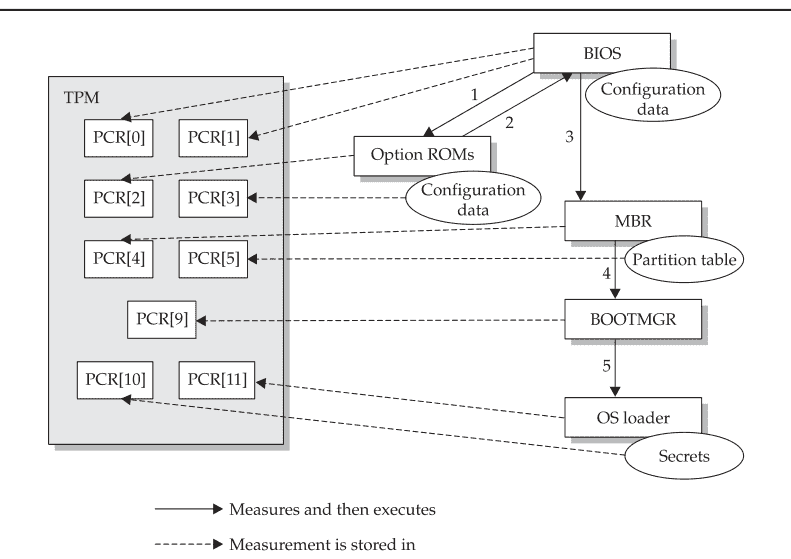 BIOS
Configuration
data
TPM
PCR[0]
PCR[1]
1
2
3
Option ROMs
Configuration
data
PCR[2]
PCR[3]
MBR
Partition table
PCR[4]
PCR[5]
4
PCR[9]
BOOTMGR
5
PCR[10]
PCR[11]
OS loader
Secrets
Measures and then executes
Measurement is stored in